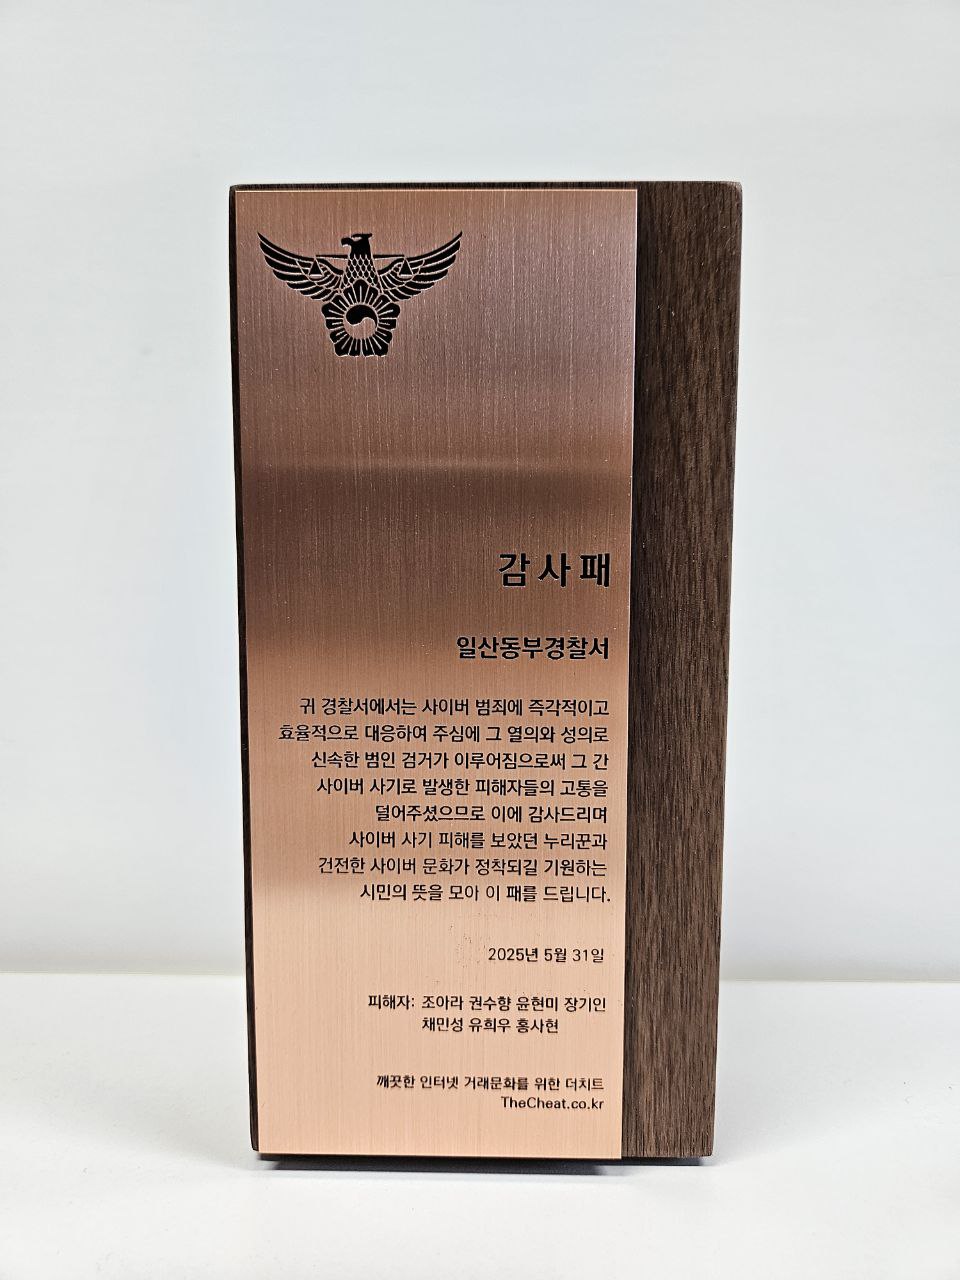 감사패
일산동부경찰서
귀 경찰서에서는 사이버 범죄에 즉각적이고
효율적으로 대응하여 주심에 그 열의와 성의로
신속한 범인 검거가 이루어짐으로써 그 간
사이버 사기로 발생한 피해자들의 고통을
덜어주셨으므로 이에 감사드리며
사이버 사기 피해를 보았던 누리꾼과
건전한 사이버 문화가 정착되길 기원하는
시민의 뜻을 모아 이 패를 드립니다.
2025년 5월 31일
피해자: 조아라 권수향 윤현미 장기인
채민성 유희우 홍사현
깨끗한 인터넷 거래문화를 위한 더치트
TheCheat.co.kr